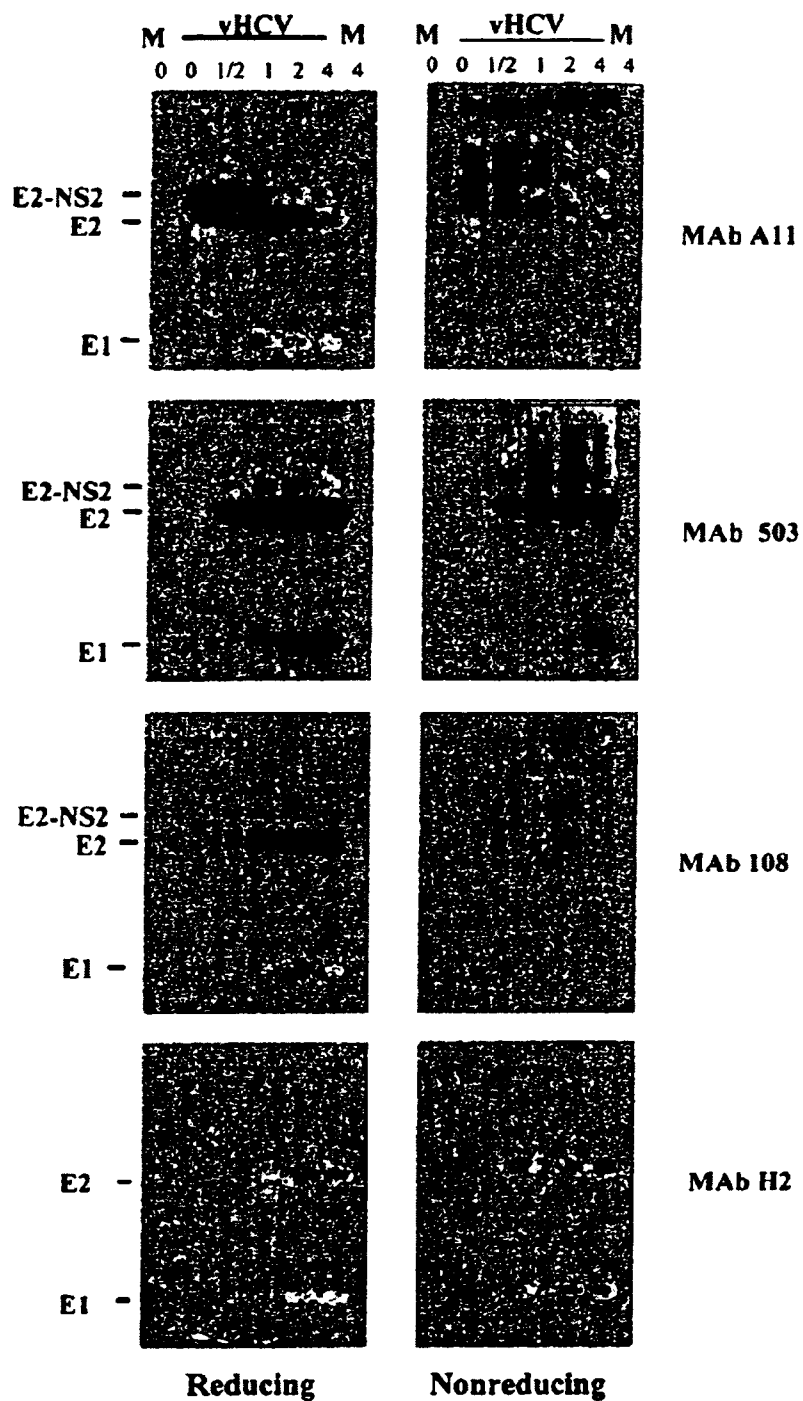 M vHCV M M vHCV M
0 0 1/2 1 2 4 4 0 0 1/2 1 2 4 4
E2-NS2
E2
E1
MAb A11
E2-NS2
E2
E1
MAb 503
E2-NS2
E2
E1
MAb 108
E2
E1
MAb H2
Reducing Nonreducing